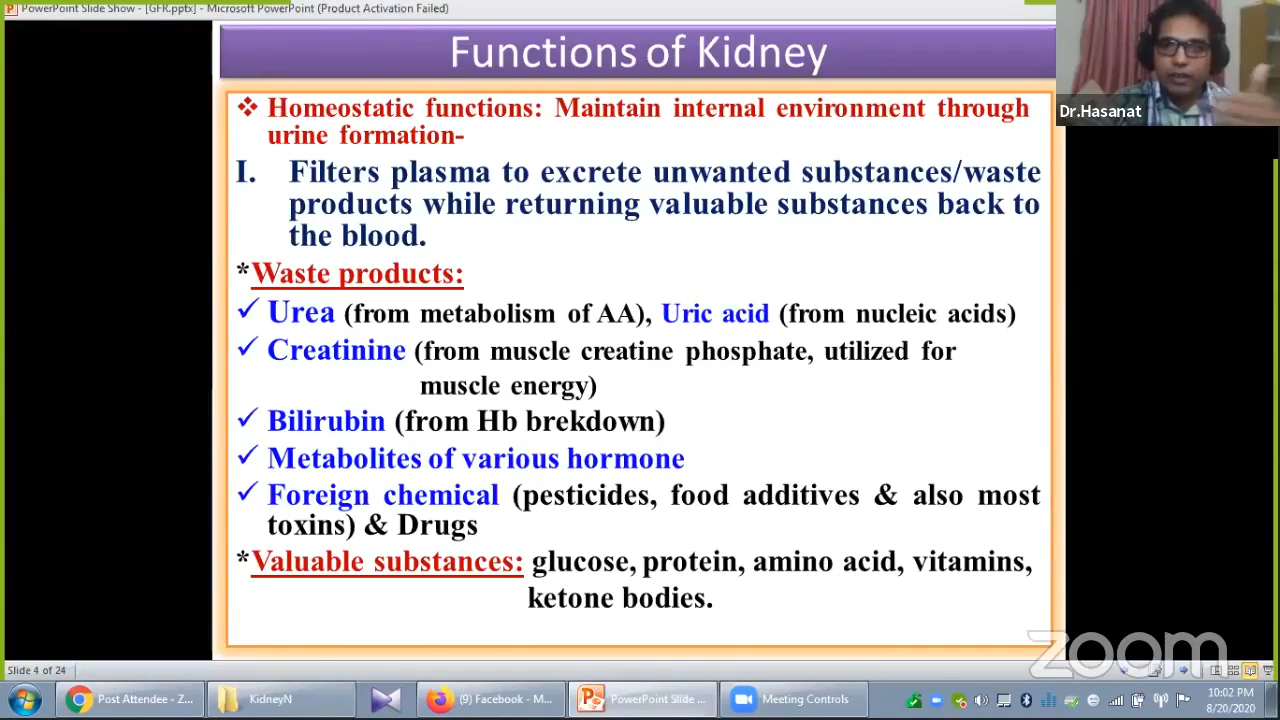 PowerPoint Slide Show - [GFR.pptx] - Microsoft PowerPoint (Product Activation Failed)
Functions of Kidney
Dr.Hasanat
❖ Homeostatic functions: Maintain internal environment through
urine formation-
I. Filters plasma to excrete unwanted substances/waste
products while returning valuable substances back to
the blood.
*Waste products:
✓ Urea (from metabolism of AA), Uric acid (from nucleic acids)
✓ Creatinine (from muscle creatine phosphate, utilized for
muscle energy)
✓ Bilirubin (from Hb brekdown)
✓ Metabolites of various hormone
✓ Foreign chemical (pesticides, food additives & also most
toxins) & Drugs
*Valuable substances: glucose, protein, amino acid, vitamins,
ketone bodies.
zoom
Slide 4 of 24
Post Attendee - Z...
KidneyN
(9) Facebook - M...
PowerPoint Slide ...
Meeting Controls
10:02 PM
8/20/2020